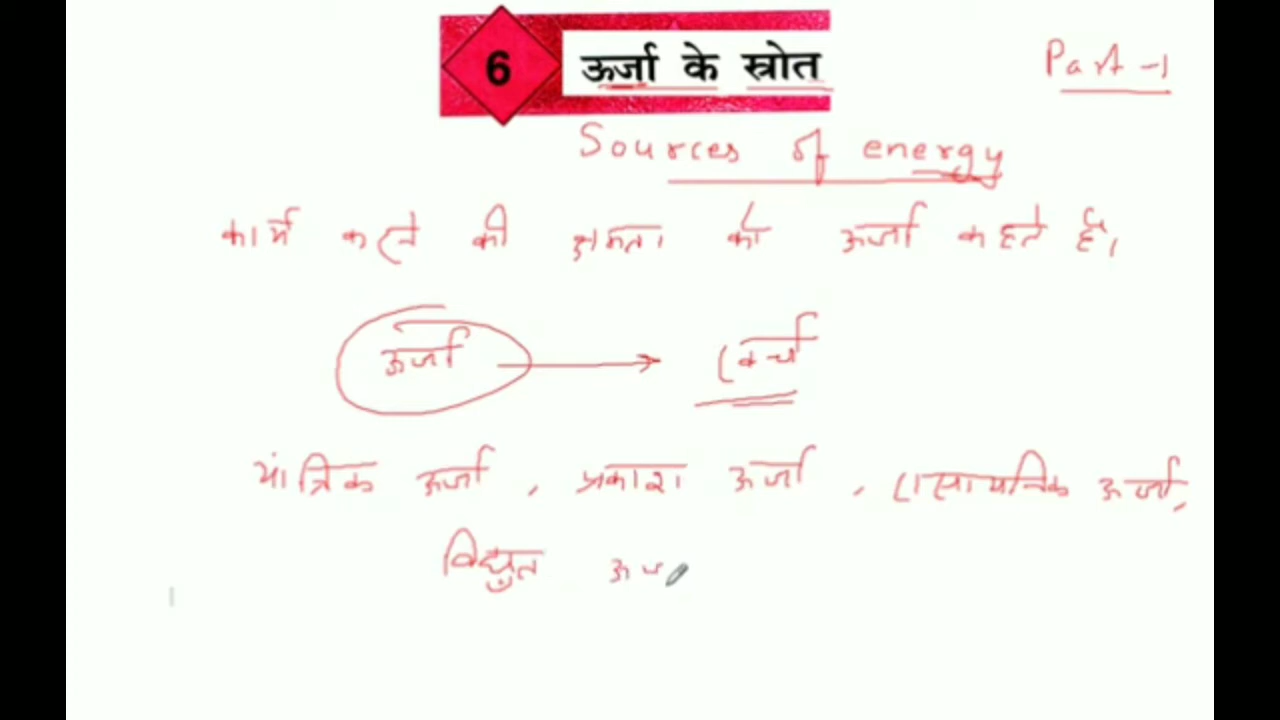 6 ऊर्जा के स्रोत
Part-1
Sources of energy
कार्य करने की क्षमता को ऊर्जा कहते हैं,
ऊर्जा → खर्च
यांत्रिक ऊर्जा, प्रकाश ऊर्जा, रासायनिक ऊर्जा,
विद्युत